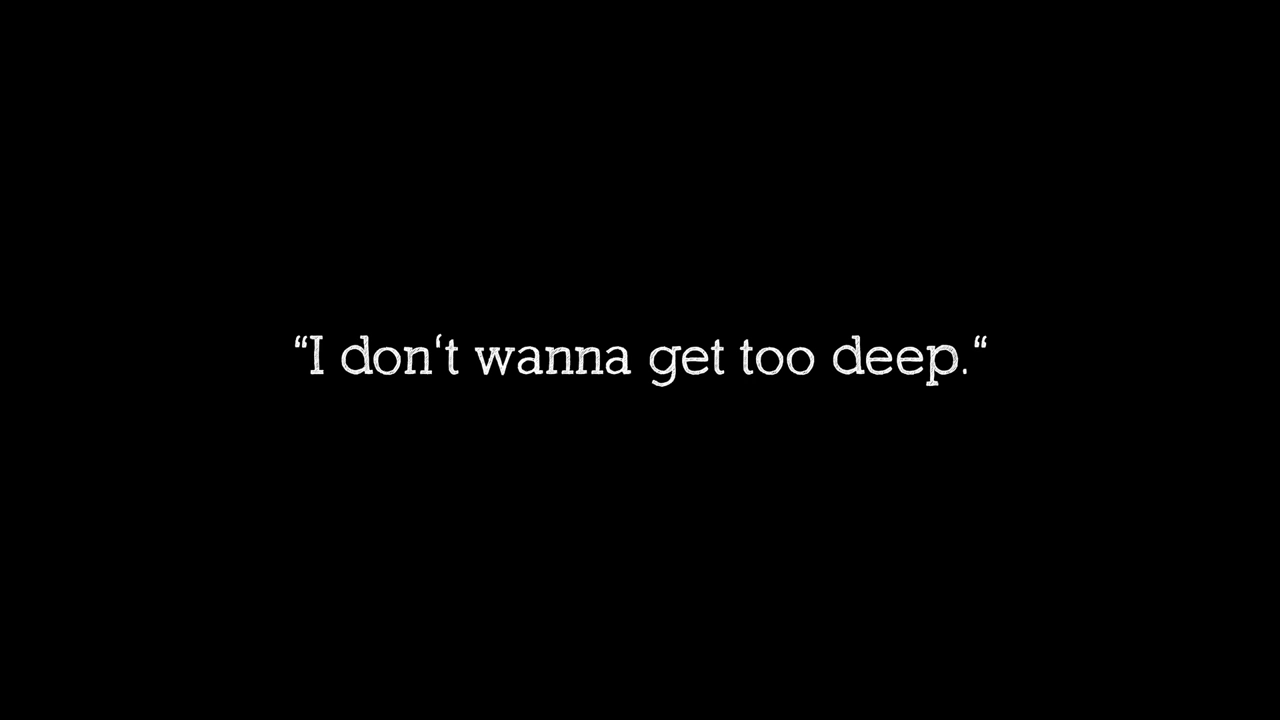 “I don‘t wanna get too deep.“